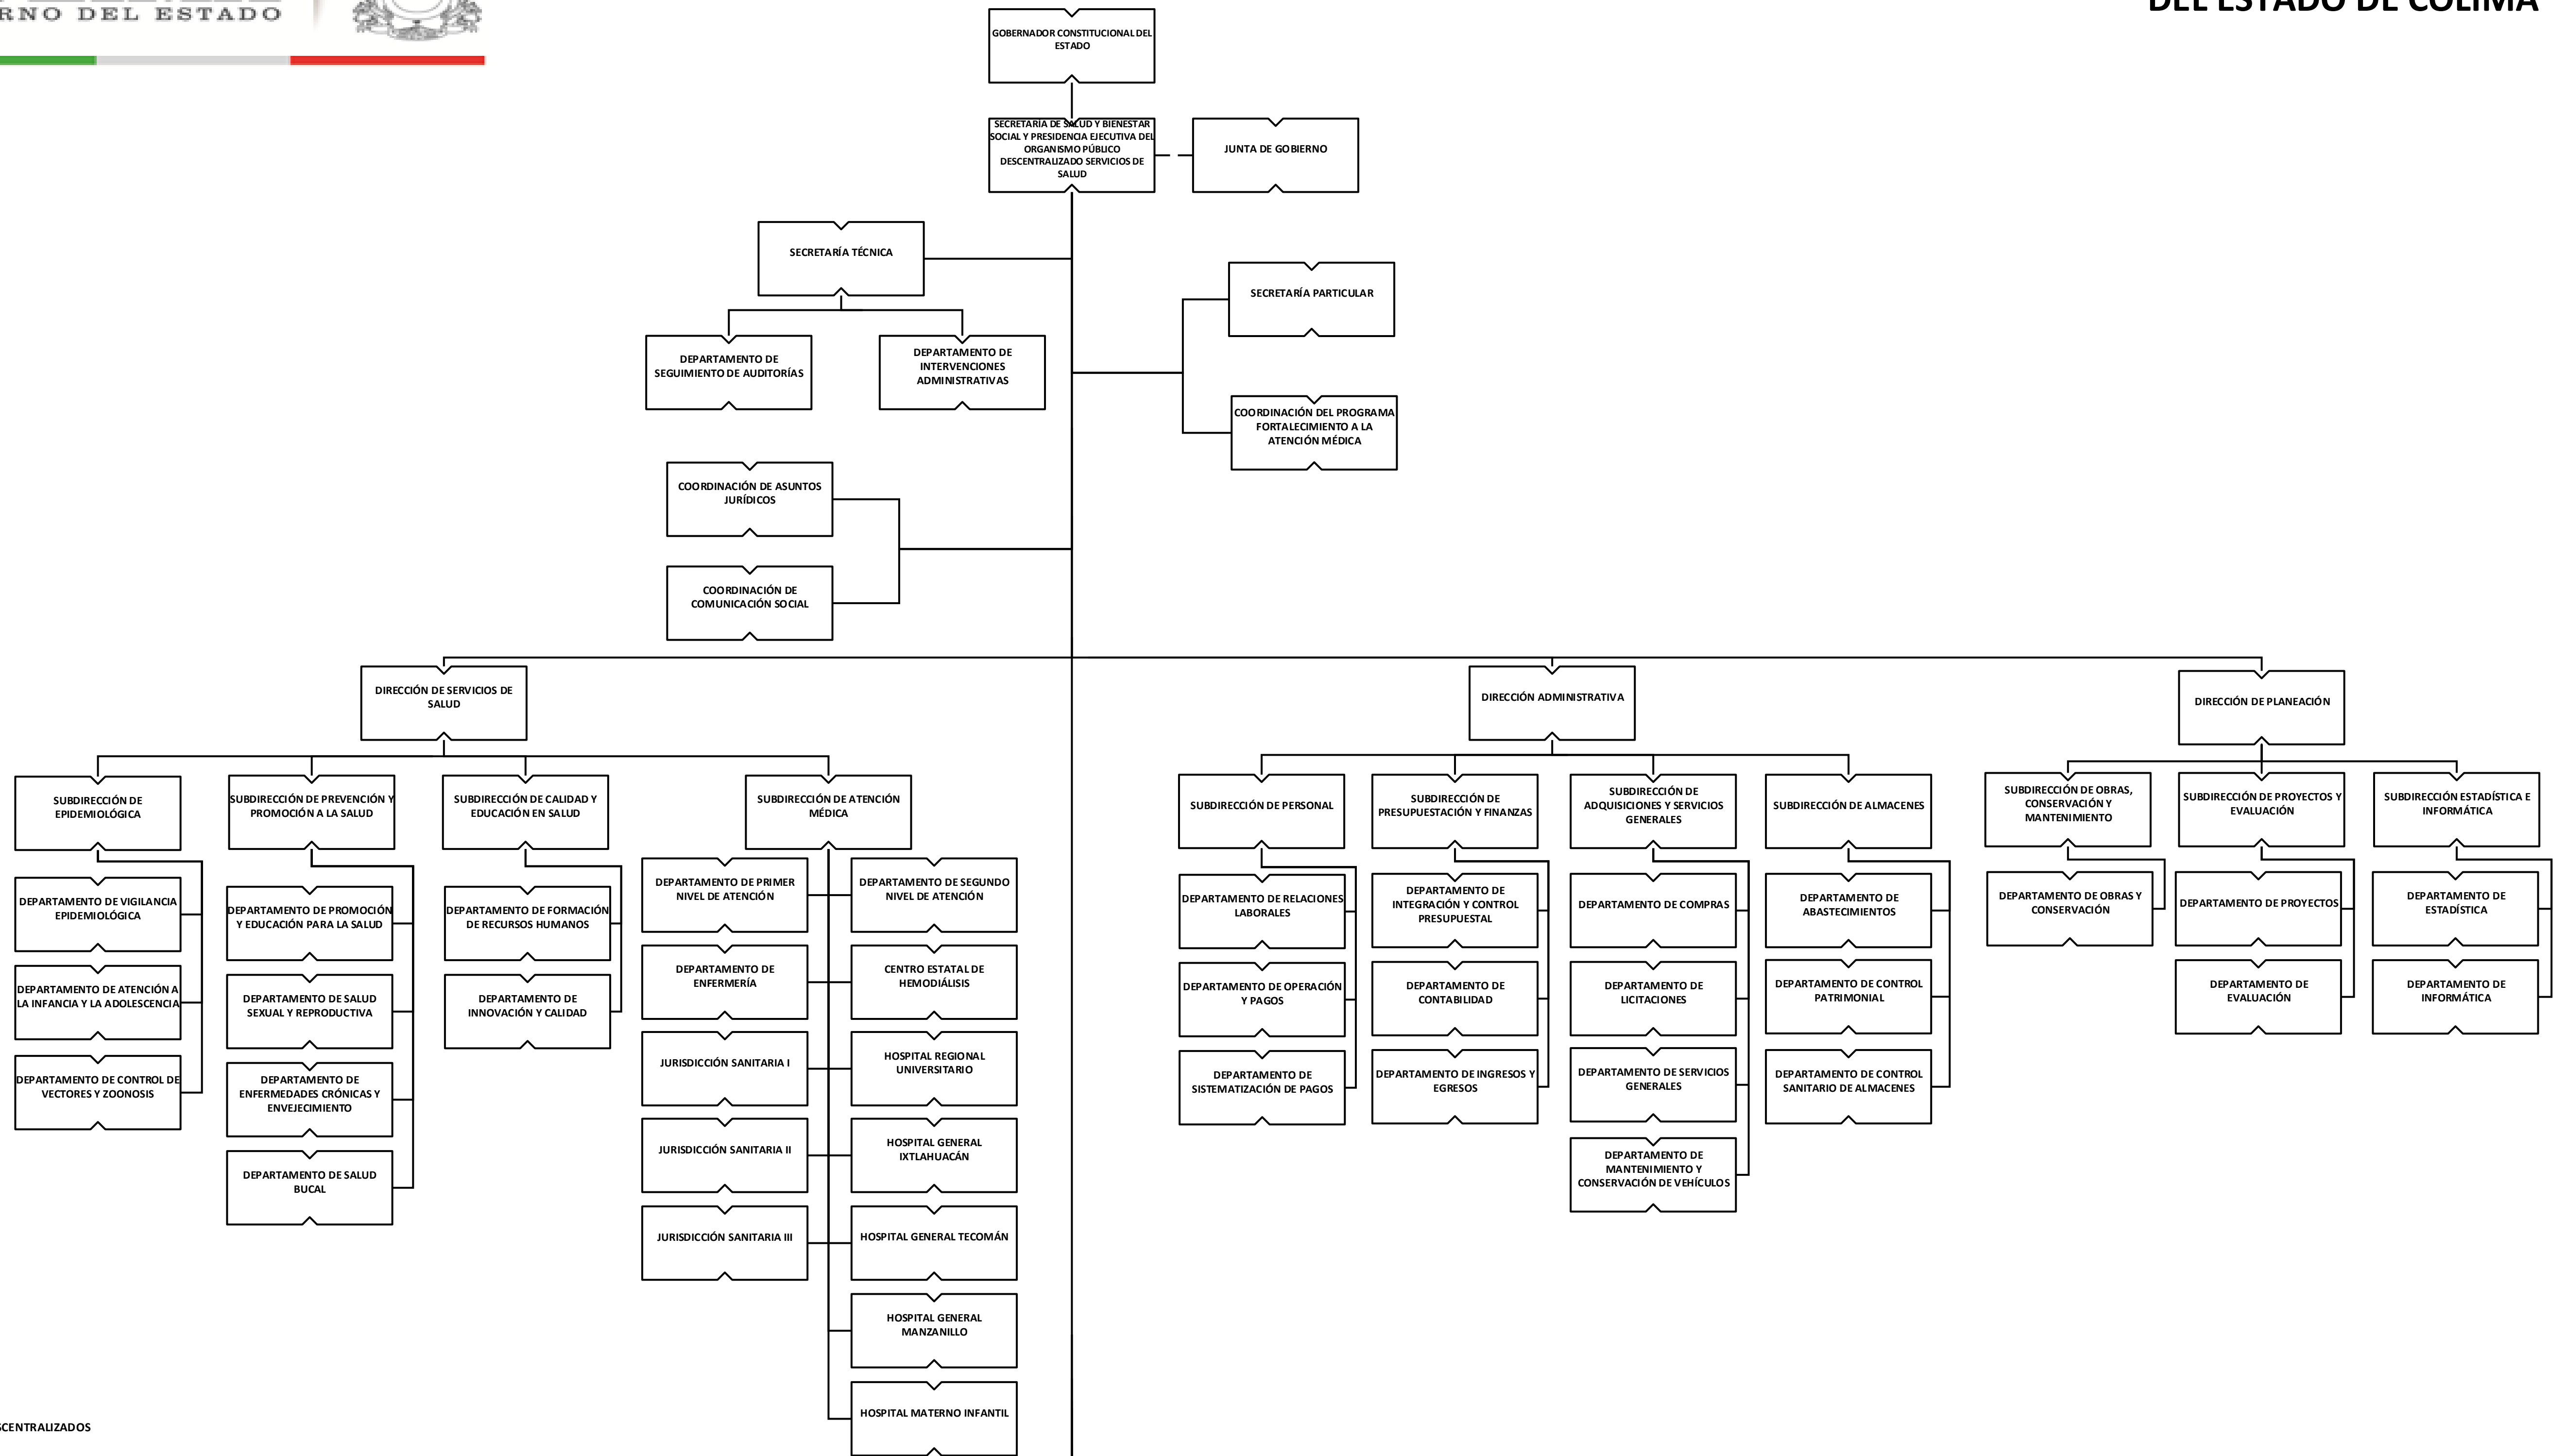 RNO DEL ESTADO
DEL ESTADO DE COLIMA
GOBERNADOR CONSTITUCIONAL DEL
ESTADO
SECRETARÍA DE SALUD Y BIENESTAR
SOCIAL Y PRESIDENCIA EJECUTIVA DEL
ORGANISMO PÚBLICO
DESCENTRALIZADO SERVICIOS DE
SALUD
JUNTA DE GOBIERNO
SECRETARÍA TÉCNICA
SECRETARÍA PARTICULAR
DEPARTAMENTO DE
SEGUIMIENTO DE AUDITORÍAS
DEPARTAMENTO DE
INTERVENCIONES
ADMINISTRATIVAS
COORDINACIÓN DEL PROGRAMA
FORTALECIMIENTO A LA
ATENCIÓN MÉDICA
COORDINACIÓN DE ASUNTOS
JURÍDICOS
COORDINACIÓN DE
COMUNICACIÓN SOCIAL
DIRECCIÓN DE SERVICIOS DE
SALUD
DIRECCIÓN ADMINISTRATIVA
DIRECCIÓN DE PLANEACIÓN
SUBDIRECCIÓN DE
EPIDEMIOLÓGICA
SUBDIRECCIÓN DE PREVENCIÓN Y
PROMOCIÓN A LA SALUD
SUBDIRECCIÓN DE CALIDAD Y
EDUCACIÓN EN SALUD
SUBDIRECCIÓN DE ATENCIÓN
MÉDICA
SUBDIRECCIÓN DE PERSONAL
SUBDIRECCIÓN DE
PRESUPUESTACIÓN Y FINANZAS
SUBDIRECCIÓN DE
ADQUISICIONES Y SERVICIOS
GENERALES
SUBDIRECCIÓN DE ALMACENES
SUBDIRECCIÓN DE OBRAS,
CONSERVACIÓN Y
MANTENIMIENTO
SUBDIRECCIÓN DE PROYECTOS Y
EVALUACIÓN
SUBDIRECCIÓN ESTADÍSTICA E
INFORMÁTICA
DEPARTAMENTO DE VIGILANCIA
EPIDEMIOLÓGICA
DEPARTAMENTO DE ATENCIÓN A
LA INFANCIA Y LA ADOLESCENCIA
DEPARTAMENTO DE CONTROL DE
VECTORES Y ZOONOSIS
DEPARTAMENTO DE PROMOCIÓN
Y EDUCACIÓN PARA LA SALUD
DEPARTAMENTO DE SALUD
SEXUAL Y REPRODUCTIVA
DEPARTAMENTO DE
ENFERMEDADES CRÓNICAS Y
ENVEJECIMIENTO
DEPARTAMENTO DE SALUD
BUCAL
DEPARTAMENTO DE FORMACIÓN
DE RECURSOS HUMANOS
DEPARTAMENTO DE
INNOVACIÓN Y CALIDAD
DEPARTAMENTO DE PRIMER
NIVEL DE ATENCIÓN
DEPARTAMENTO DE
ENFERMERÍA
JURISDICCIÓN SANITARIA I
JURISDICCIÓN SANITARIA II
JURISDICCIÓN SANITARIA III
DEPARTAMENTO DE SEGUNDO
NIVEL DE ATENCIÓN
CENTRO ESTATAL DE
HEMODIÁLISIS
HOSPITAL REGIONAL
UNIVERSITARIO
HOSPITAL GENERAL
IXTLAHUACÁN
HOSPITAL GENERAL TECOMÁN
HOSPITAL GENERAL
MANZANILLO
HOSPITAL MATERNO INFANTIL
DEPARTAMENTO DE RELACIONES
LABORALES
DEPARTAMENTO DE OPERACIÓN
Y PAGOS
DEPARTAMENTO DE
SISTEMATIZACIÓN DE PAGOS
DEPARTAMENTO DE
INTEGRACIÓN Y CONTROL
PRESUPUESTAL
DEPARTAMENTO DE
CONTABILIDAD
DEPARTAMENTO DE INGRESOS Y
EGRESOS
DEPARTAMENTO DE COMPRAS
DEPARTAMENTO DE
LICITACIONES
DEPARTAMENTO DE SERVICIOS
GENERALES
DEPARTAMENTO DE
MANTENIMIENTO Y
CONSERVACIÓN DE VEHÍCULOS
DEPARTAMENTO DE
ABASTECIMIENTOS
DEPARTAMENTO DE CONTROL
PATRIMONIAL
DEPARTAMENTO DE CONTROL
SANITARIO DE ALMACENES
DEPARTAMENTO DE OBRAS Y
CONSERVACIÓN
DEPARTAMENTO DE PROYECTOS
DEPARTAMENTO DE
EVALUACIÓN
DEPARTAMENTO DE
ESTADÍSTICA
DEPARTAMENTO DE
INFORMÁTICA
SCENTRALIZADOS